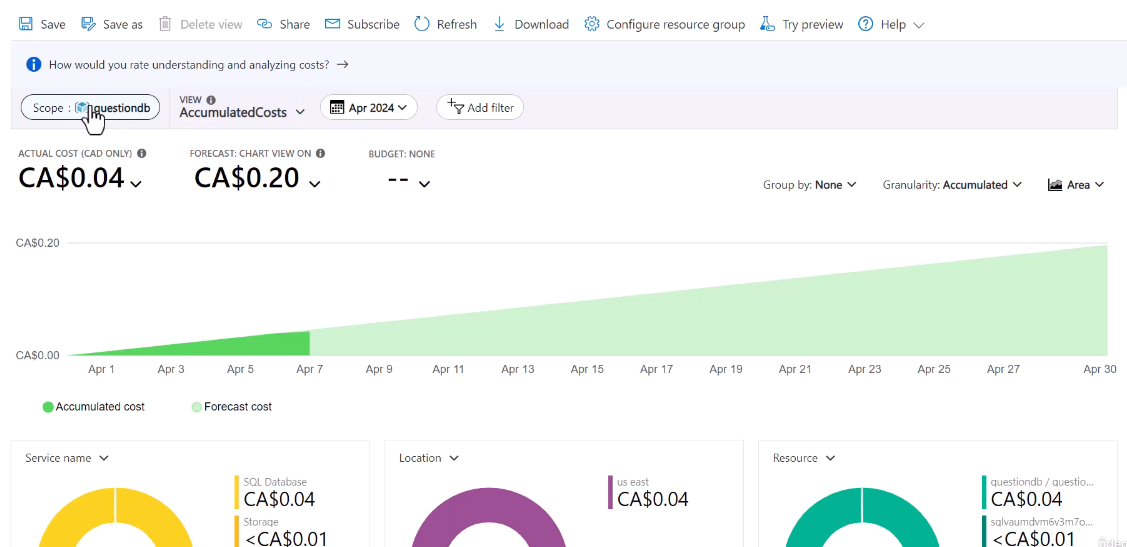 Save Save as Delete view Share Subscribe Refresh Download Configure resource group Try preview Help
How would you rate understanding and analyzing costs? →
Scope : questiondb
VIEW
AccumulatedCosts
Apr 2024
Add filter
ACTUAL COST (CAD ONLY)
CA$0.04
FORECAST: CHART VIEW ON
CA$0.20
BUDGET: NONE
--
Group by: None
Granularity: Accumulated
Area
CA$0.20
CA$0.00
Apr 1 Apr 3 Apr 5 Apr 7 Apr 9 Apr 11 Apr 13 Apr 15 Apr 17 Apr 19 Apr 21 Apr 23 Apr 25 Apr 27 Apr 30
Accumulated cost Forecast cost
Service name
SQL Database
CA$0.04
Storage
<CA$0.01
Location
us east
CA$0.04
Resource
questiondb / questio...
CA$0.04
sqlvaumdvm6v3m7o...
<CA$0.01